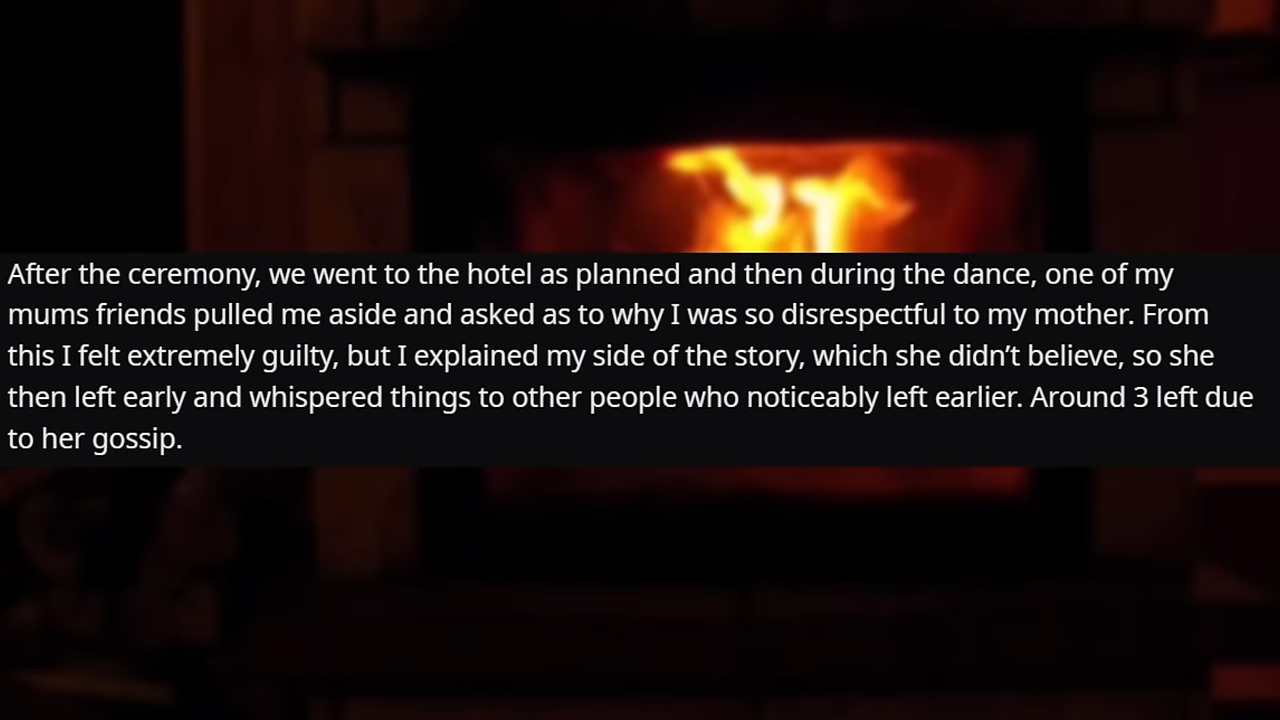 After the ceremony, we went to the hotel as planned and then during the dance, one of my
mums friends pulled me aside and asked as to why I was so disrespectful to my mother. From
this I felt extremely guilty, but I explained my side of the story, which she didn’t believe, so she
then left early and whispered things to other people who noticeably left earlier. Around 3 left due
to her gossip.